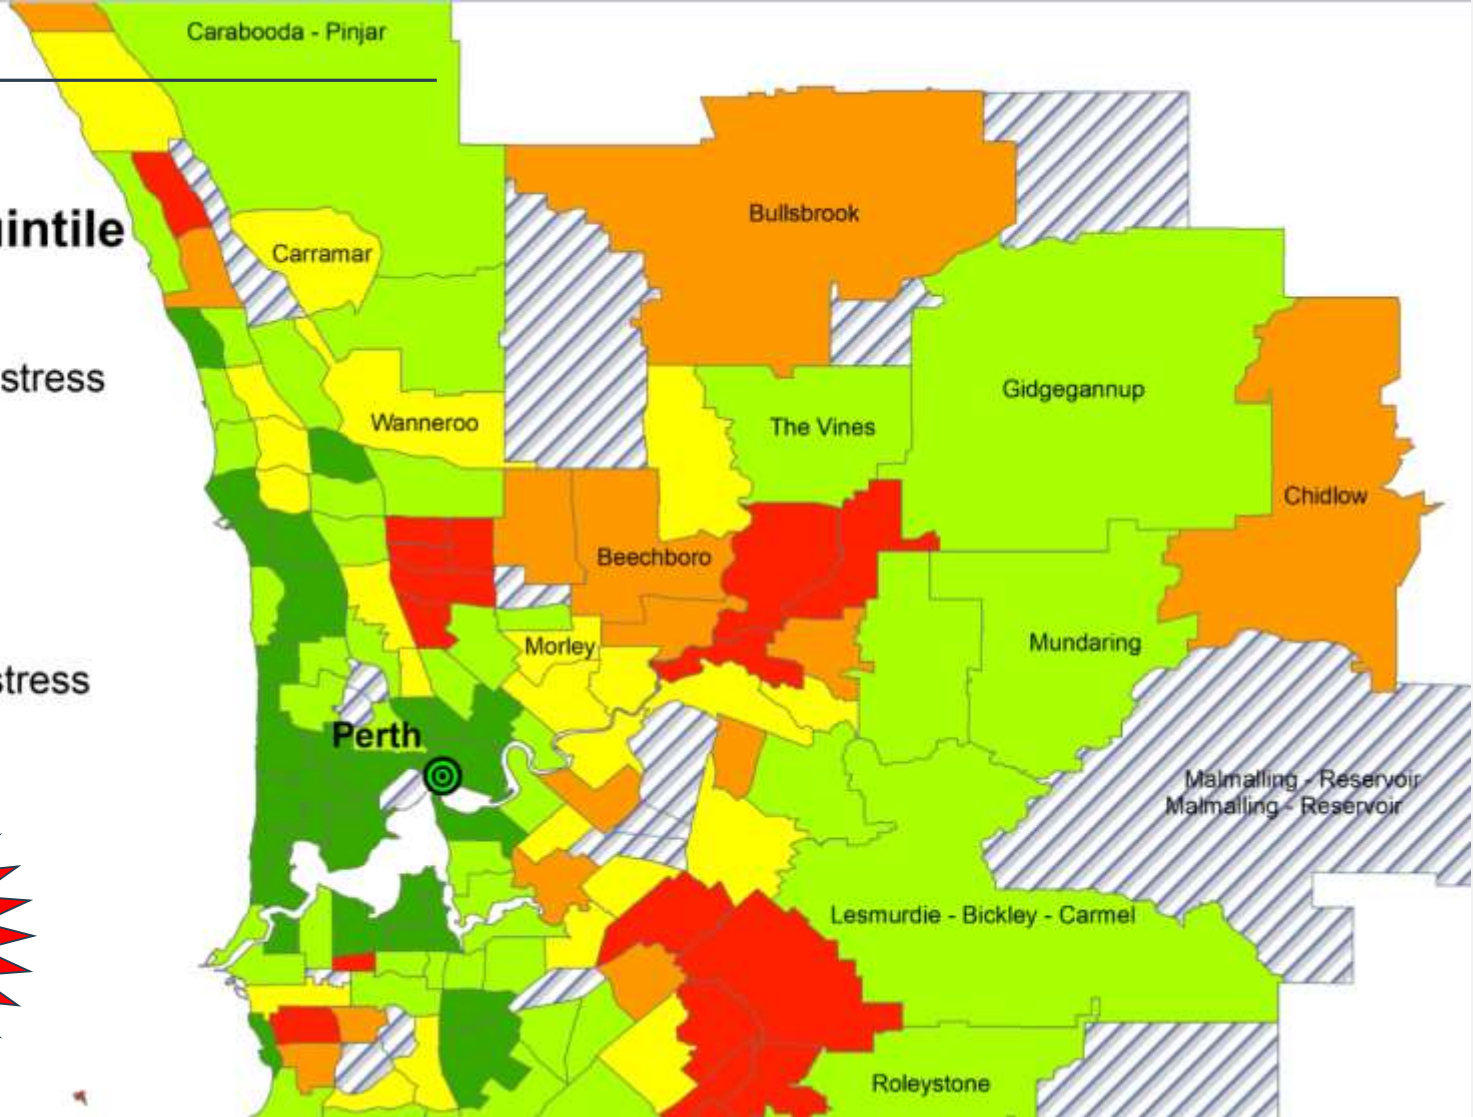 Carabooda - Pinjar
Bullsbrook
uintile
Carramar
stress
Gidgegannup
Wanneroo
The Vines
Chidlow
Beechboro
Mundaring
Morley
stress
Perth
Malmalling - Reservoir
Malmalling - Reservoir
Lesmurdie - Bickley - Carmel
Roleystone